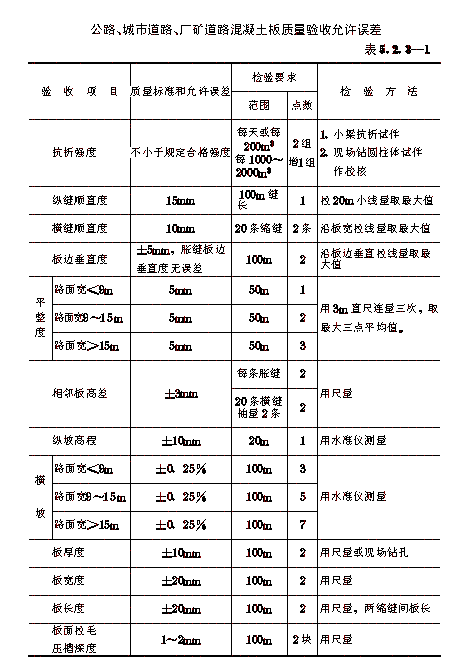 公路、城市道路、厂矿道路混凝土板质量验收允许误差
表5.2.3—1
验 收 项 目 质量标准和允许误差 检验要求 检 验 方 法
范围 点数
抗折强度 不小于规定合格强度 每天或每 2组 1. 小梁抗折试件
200m³ 增1组 2. 现场钻圆柱体试件
每1000～ 作校核
2000m³
纵缝顺直度 15mm 100m缝长 1 拉20m小线量取最大值
横缝顺直度 10mm 20条缩缝 2条 沿板宽拉线量取最大值
板边垂直度 ±5mm，胀缝板边 100m 2 沿板边垂直拉线量取最
垂直度无误差 大值
平整度 路面宽<9m 5mm 50m 1 用3m直尺连量三次，取
路面宽9～15m 5mm 50m 2 最大三点平均值。
路面宽>15m 5mm 50m 3
相邻板高差 ±3mm 每条胀缝 2 用尺量
20条横缝 2
抽量2条
纵坡高程 ±10mm 20m 1 用水准仪测量
横坡 路面宽<9m ±0.25% 100m 3 用水准仪测量
路面宽9～15m ±0.25% 100m 5
路面宽>15m ±0.25% 100m 7
板厚度 ±10mm 100m 2 用尺量或现场钻孔
板宽度 ±20mm 100m 2 用尺量
板长度 ±20mm 100m 2 用尺量，两缩缝间板长
板面拉毛 1～2mm 100m 2块 用尺量
压槽深度